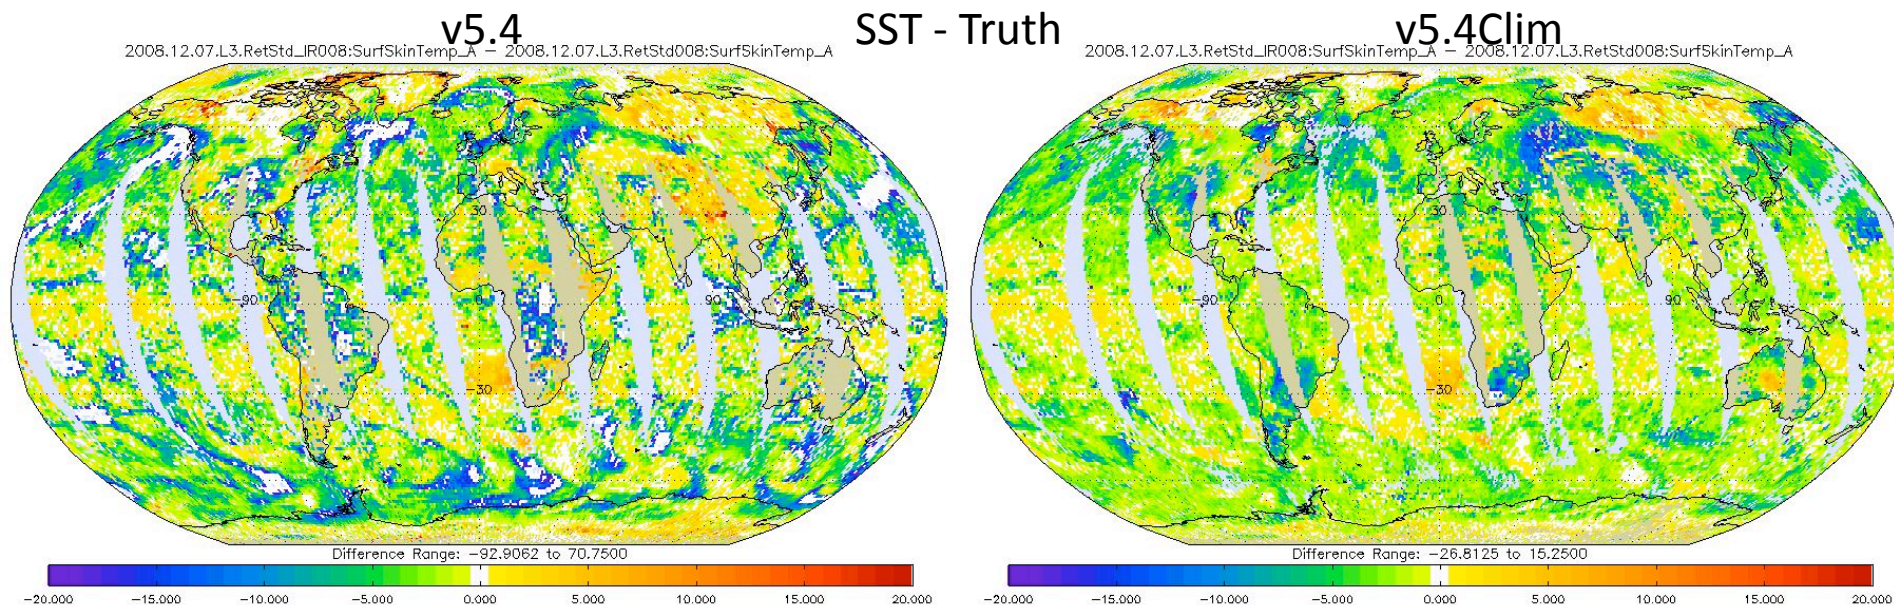 v5.4
SST - Truth
v5.4Clim
2008.12.07.L3.RetStd_IR008:SurfSkinTemp_A - 2008.12.07.L3.RetStd008:SurfSkinTemp_A
2008.12.07.L3.RetStd_IR008:SurfSkinTemp_A - 2008.12.07.L3.RetStd008:SurfSkinTemp_A
30
30
-90
0
90
-90
0
90
-30
-30
Difference Range: -92.9062 to 70.7500
Difference Range: -26.8125 to 15.2500
-20.000 -15.000 -10.000 -5.000 0.000 5.000 10.000 15.000 20.000
-20.000 -15.000 -10.000 -5.000 0.000 5.000 10.000 15.000 20.000